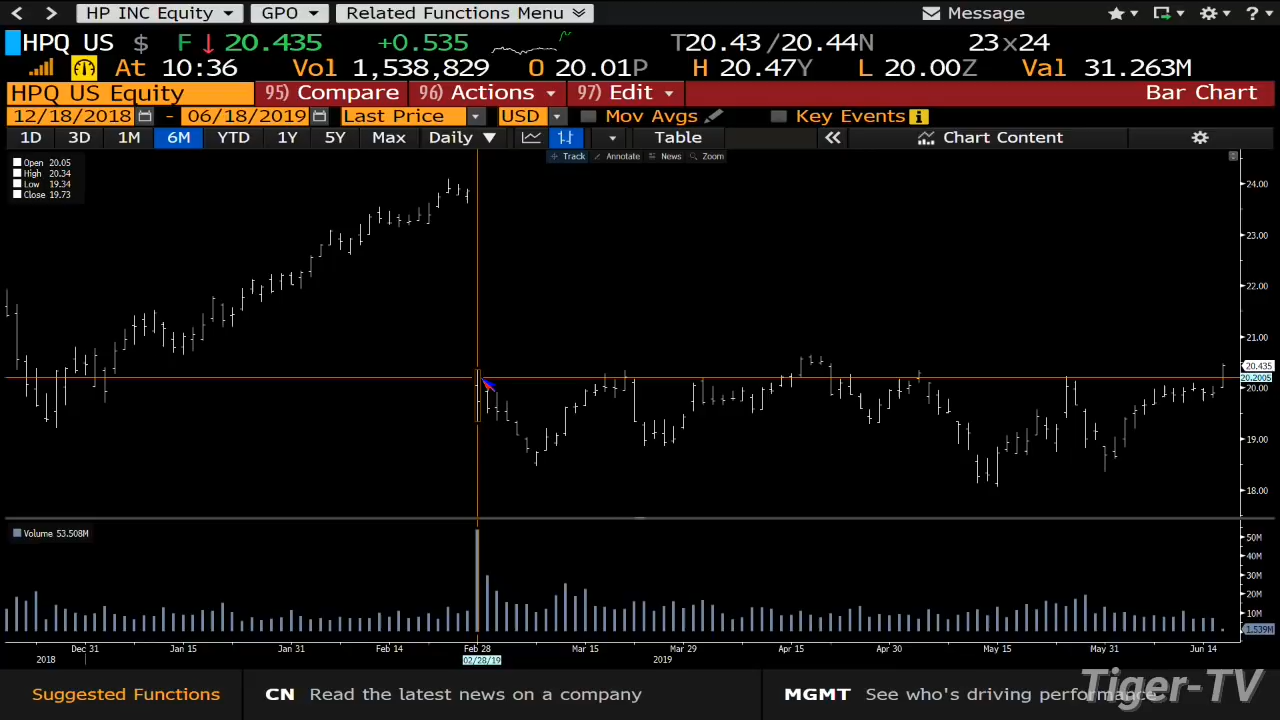 HP INC Equity GPO Related Functions Menu Message ?
HPQ US $ F ↓ 20.435 +0.535 T20.43 /20.44N 23x24
At 10:36 Vol 1,538,829 O 20.01P H 20.47Y L 20.00Z Val 31.263M
HPQ US Equity 95) Compare 96) Actions 97) Edit Bar Chart
12/18/2018 - 06/18/2019 Last Price USD Mov Avgs Key Events
1D 3D 1M 6M YTD 1Y 5Y Max Daily ▼ Table « Chart Content
Track Annotate News Zoom
Open 20.05
High 20.34
Low 19.34
Close 19.73
24.00
23.00
22.00
21.00
20.435
20.2005
20.00
19.00
18.00
Volume 53.508M
50M
40M
30M
20M
10M
1.539M
Dec 31 Jan 15 Jan 31 Feb 14 Feb 28 Mar 15 Mar 29 Apr 15 Apr 30 May 15 May 31 Jun 14
2018 02/28/19 2019
Suggested Functions CN Read the latest news on a company MGMT See who's driving performance
Tiger-TV